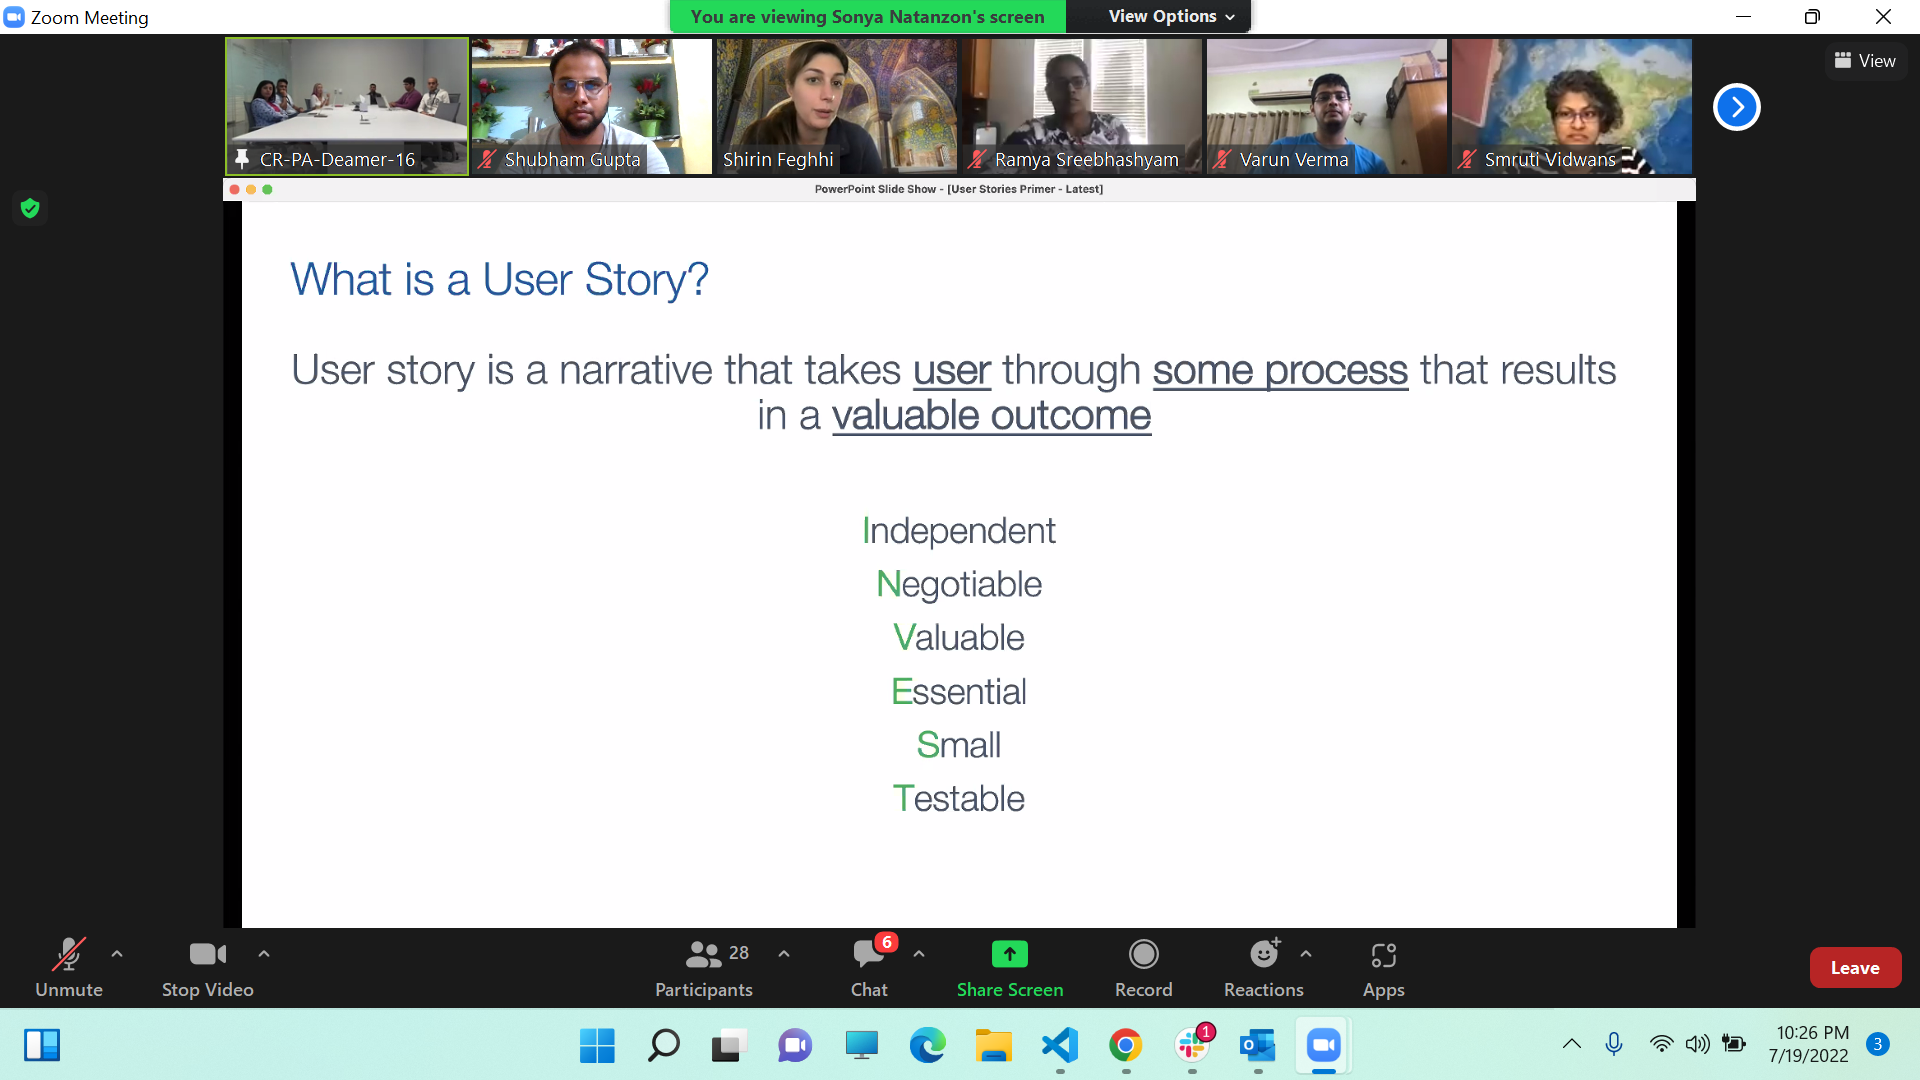 Zoom Meeting
You are viewing Sonya Natanzon's screen
View Options
View
CR-PA-Deamer-16
Shubham Gupta
Shirin Feghhi
Ramya Sreebhashyam
Varun Verma
Smruti Vidwans
PowerPoint Slide Show - [User Stories Primer - Latest]
What is a User Story?
User story is a narrative that takes user through some process that results
in a valuable outcome
Independent
Negotiable
Valuable
Essential
Small
Testable
Unmute
Stop Video
28
Participants
6
Chat
Share Screen
Record
Reactions
Apps
Leave
1
10:26 PM
7/19/2022
3